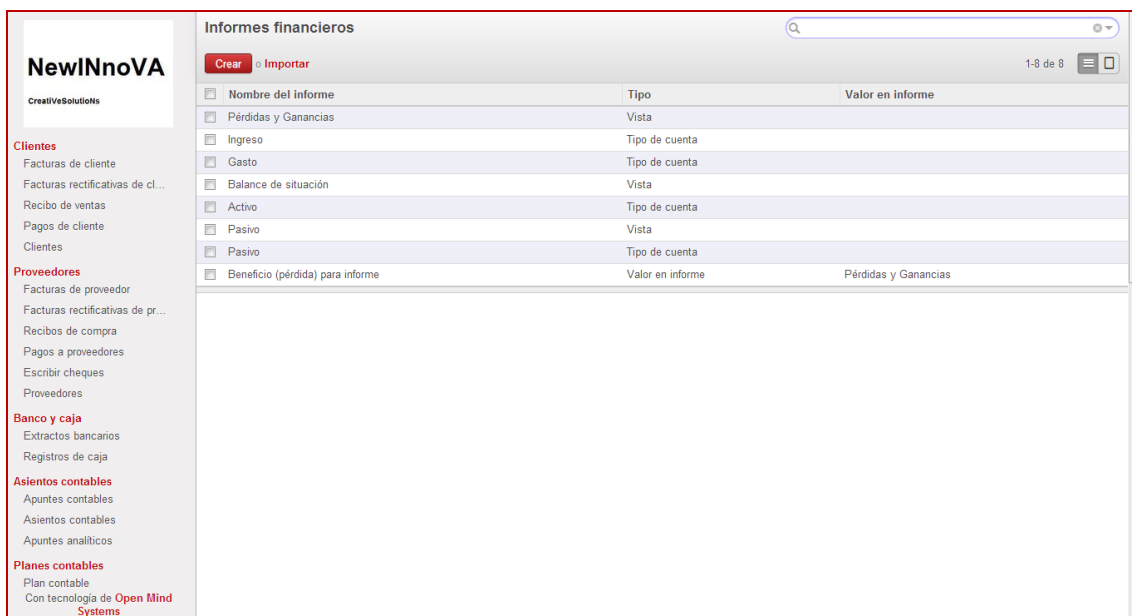 NewINnoVA
CreatiVeSolutioNs
Clientes
Facturas de cliente
Facturas rectificativas de cl...
Recibo de ventas
Pagos de cliente
Clientes
Proveedores
Facturas de proveedor
Facturas rectificativas de pr...
Recibos de compra
Pagos a proveedores
Escribir cheques
Proveedores
Banco y caja
Extractos bancarios
Registros de caja
Asientos contables
Apuntes contables
Asientos contables
Apuntes analíticos
Planes contables
Plan contable
Con tecnología de Open Mind
Systems
Informes financieros
Crear o Importar 1-8 de 8
Nombre del informe Tipo Valor en informe
Pérdidas y Ganancias Vista
Ingreso Tipo de cuenta
Gasto Tipo de cuenta
Balance de situación Vista
Activo Tipo de cuenta
Pasivo Vista
Pasivo Tipo de cuenta
Beneficio (pérdida) para informe Valor en informe Pérdidas y Ganancias